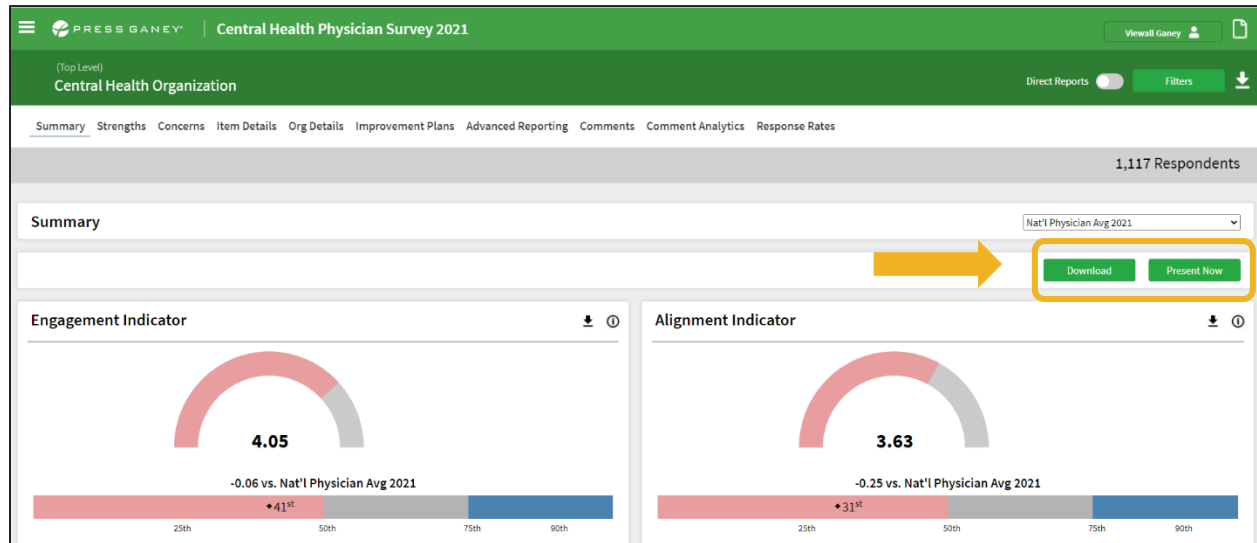 PRESS GANEY Central Health Physician Survey 2021 Viewall Ganey
(Top Level)
Central Health Organization
Direct Reports Filters
Summary Strengths Concerns Item Details Org Details Improvement Plans Advanced Reporting Comments Comment Analytics Response Rates
1,117 Respondents
Summary Nat'l Physician Avg 2021
Download Present Now
Engagement Indicator
4.05
-0.06 vs. Nat'l Physician Avg 2021
41st
25th 50th 75th 90th
Alignment Indicator
3.63
-0.25 vs. Nat'l Physician Avg 2021
31st
25th 50th 75th 90th